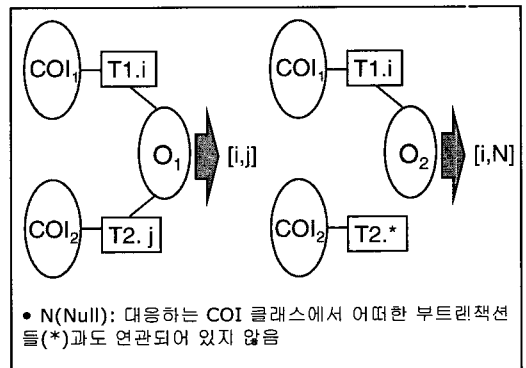 COI₁ T1.i
O₁ [i,j]
COI₂ T2. j
COI₁ T1.i
O₂ [i,N]
COI₂ T2.*
• N(Null): 대응하는 COI 클래스에서 어떠한 부트랜잭션
들(*)과도 연관되어 있지 않음